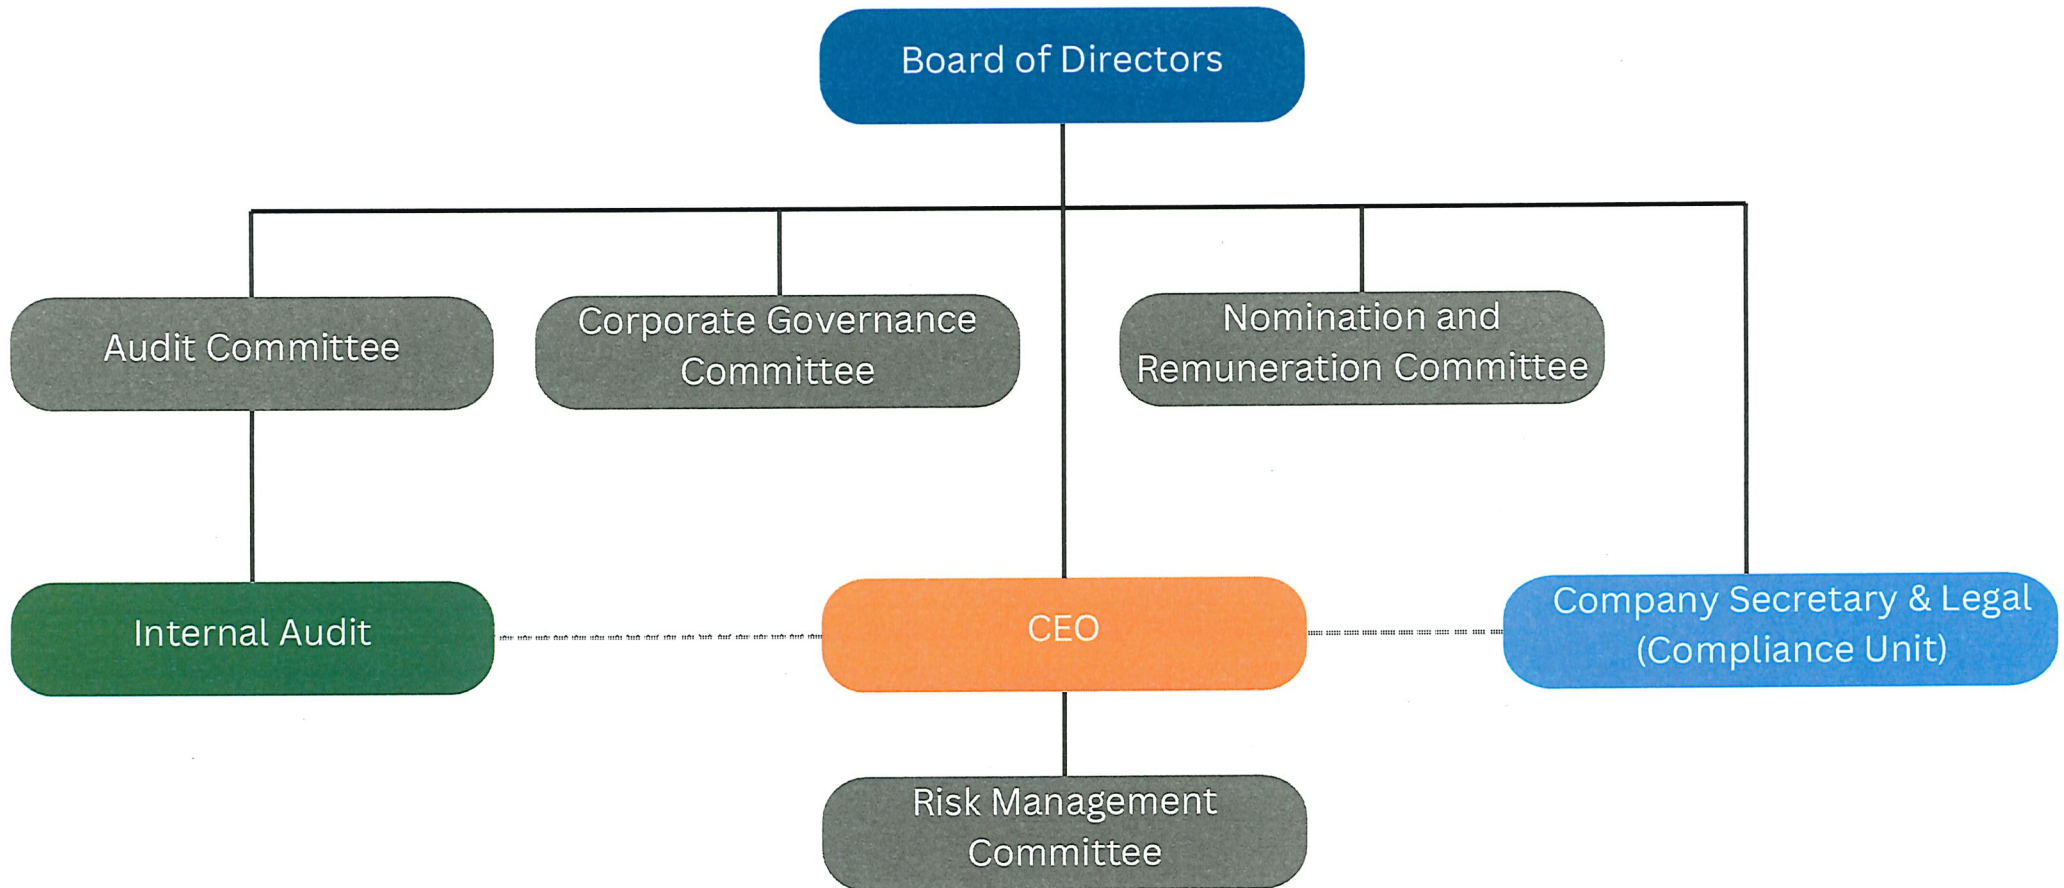 Board of Directors
Audit Committee
Corporate Governance
Committee
Nomination and
Remuneration Committee
Internal Audit
CEO
Company Secretary & Legal
(Compliance Unit)
Risk Management
Committee